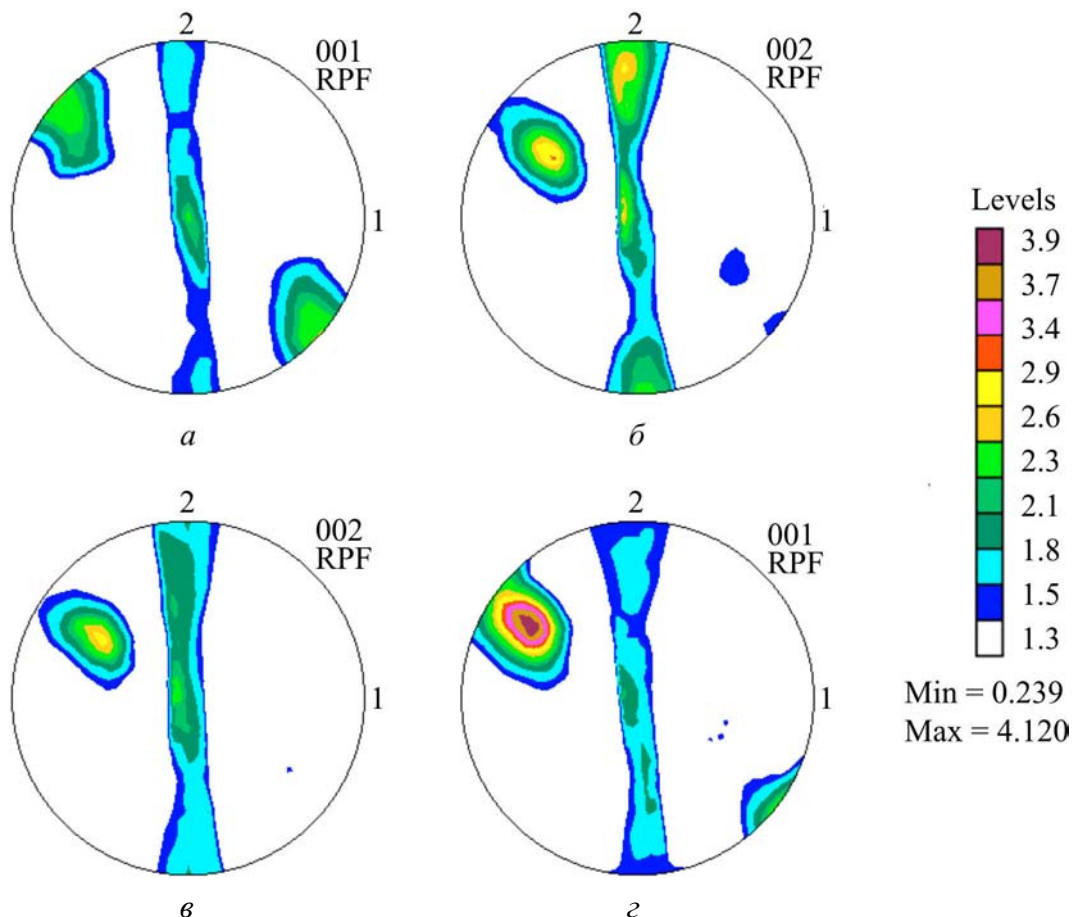 2
001
RPF
а
2
002
RPF
1
б
1
2
002
RPF
1
в
2
001
RPF
1
г
Levels
3.9
3.7
3.4
2.9
2.6
2.3
2.1
1.8
1.5
1.3
Min = 0.239
Max = 4.120